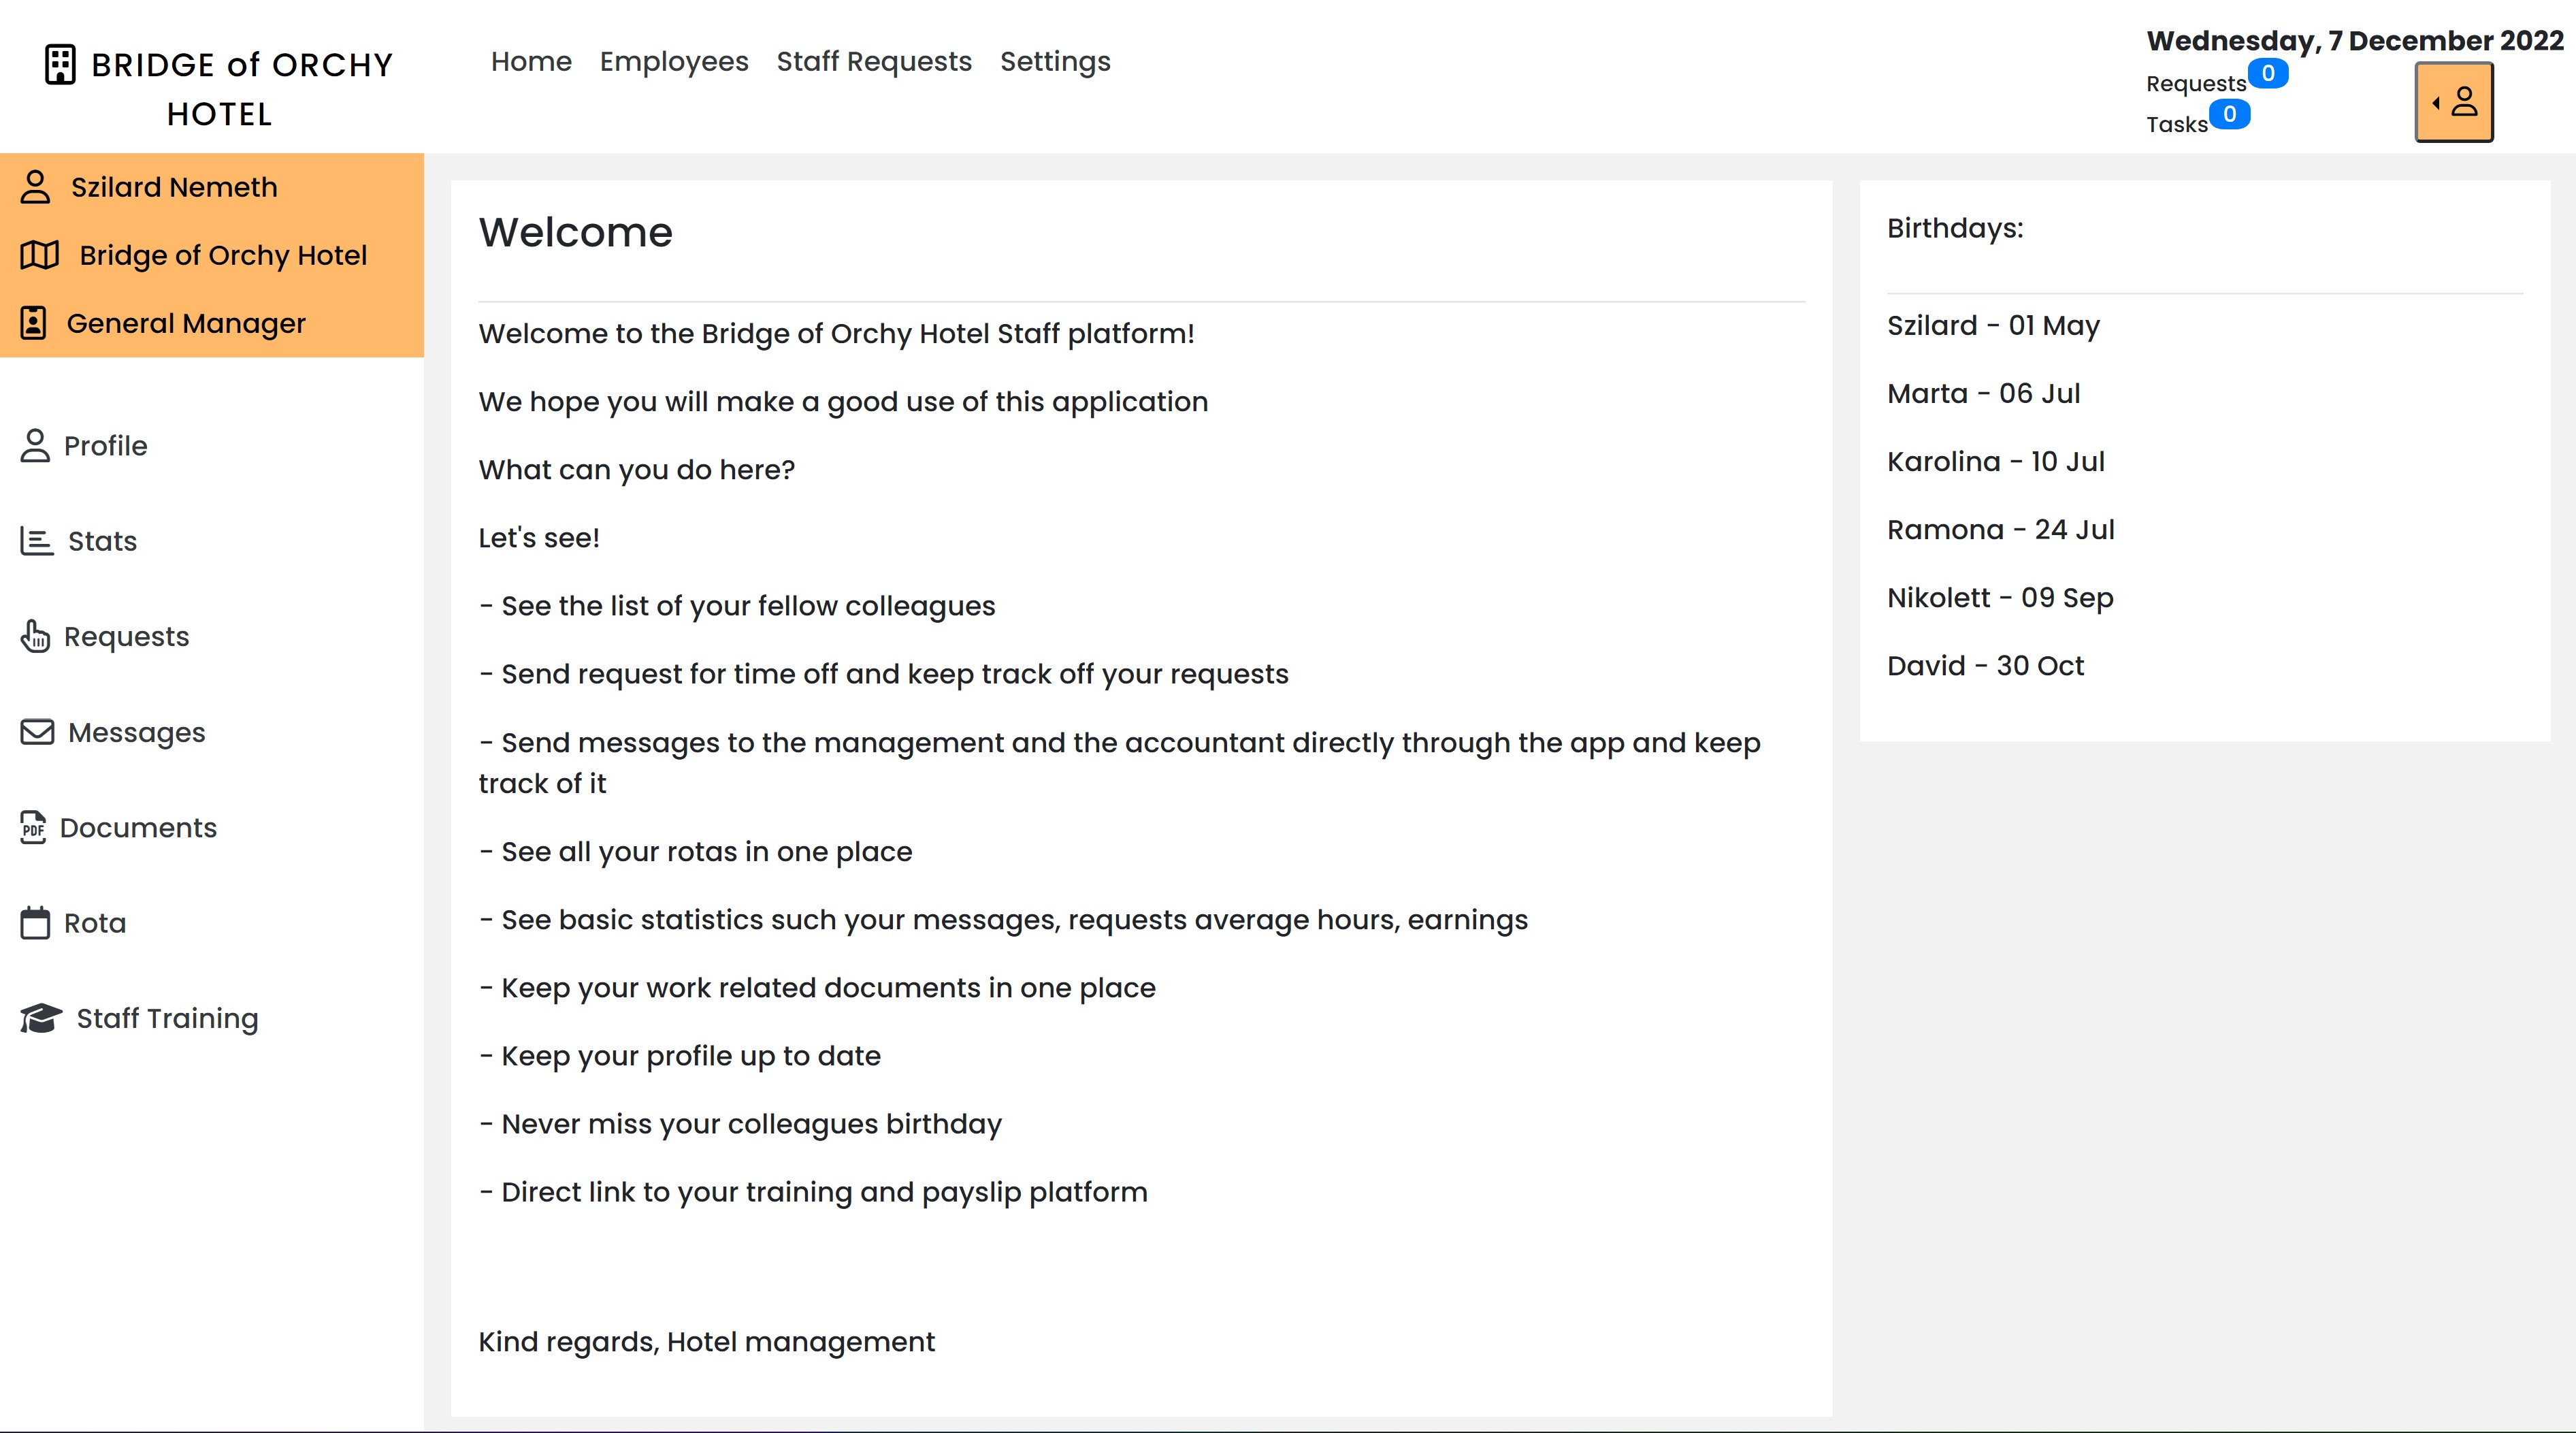 BRIDGE of ORCHY
HOTEL
Home Employees Staff Requests Settings
Wednesday, 7 December 2022
Requests 0
Tasks 0
Szilard Nemeth
Bridge of Orchy Hotel
General Manager
Profile
Stats
Requests
Messages
PDF Documents
Rota
Staff Training
Welcome
Welcome to the Bridge of Orchy Hotel Staff platform!
We hope you will make a good use of this application
What can you do here?
Let's see!
- See the list of your fellow colleagues
- Send request for time off and keep track off your requests
- Send messages to the management and the accountant directly through the app and keep
track of it
- See all your rotas in one place
- See basic statistics such your messages, requests average hours, earnings
- Keep your work related documents in one place
- Keep your profile up to date
- Never miss your colleagues birthday
- Direct link to your training and payslip platform
Kind regards, Hotel management
Birthdays:
Szilard - 01 May
Marta - 06 Jul
Karolina - 10 Jul
Ramona - 24 Jul
Nikolett - 09 Sep
David - 30 Oct